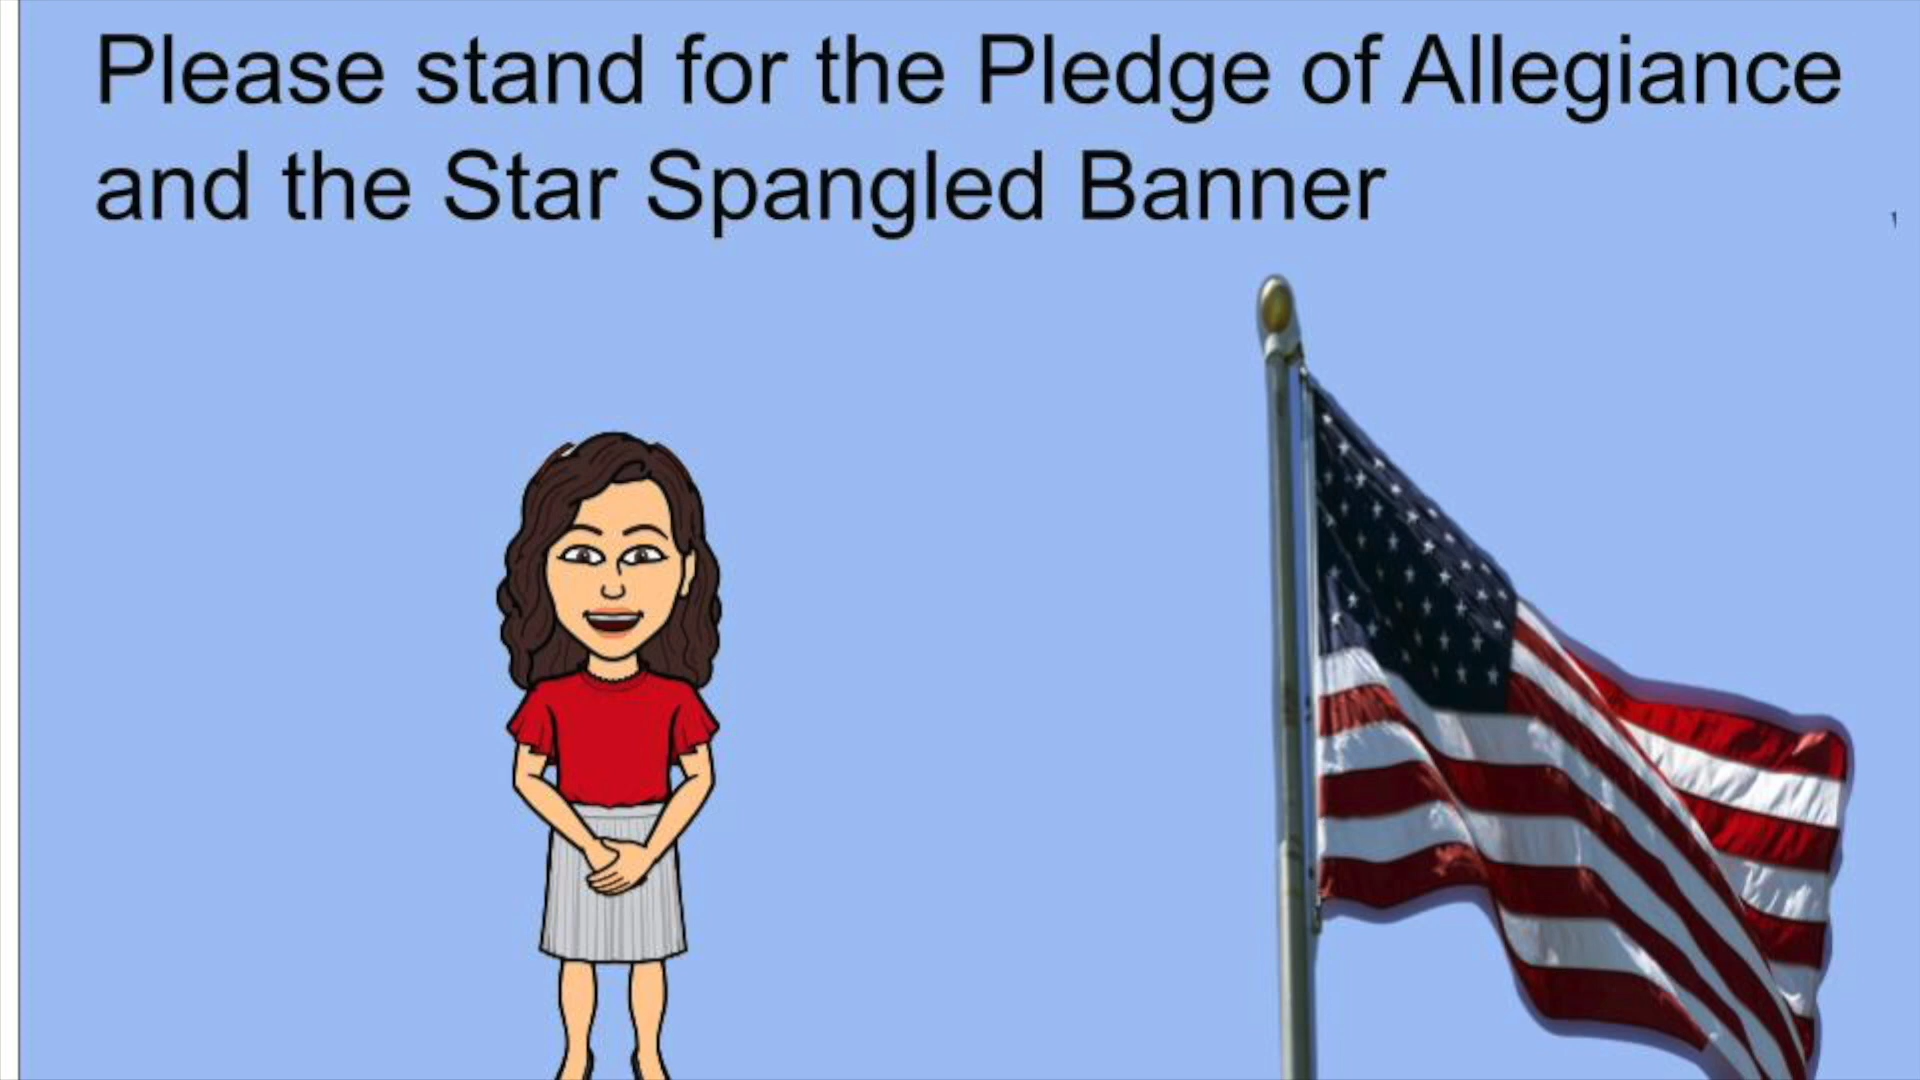 Please stand for the Pledge of Allegiance
and the Star Spangled Banner